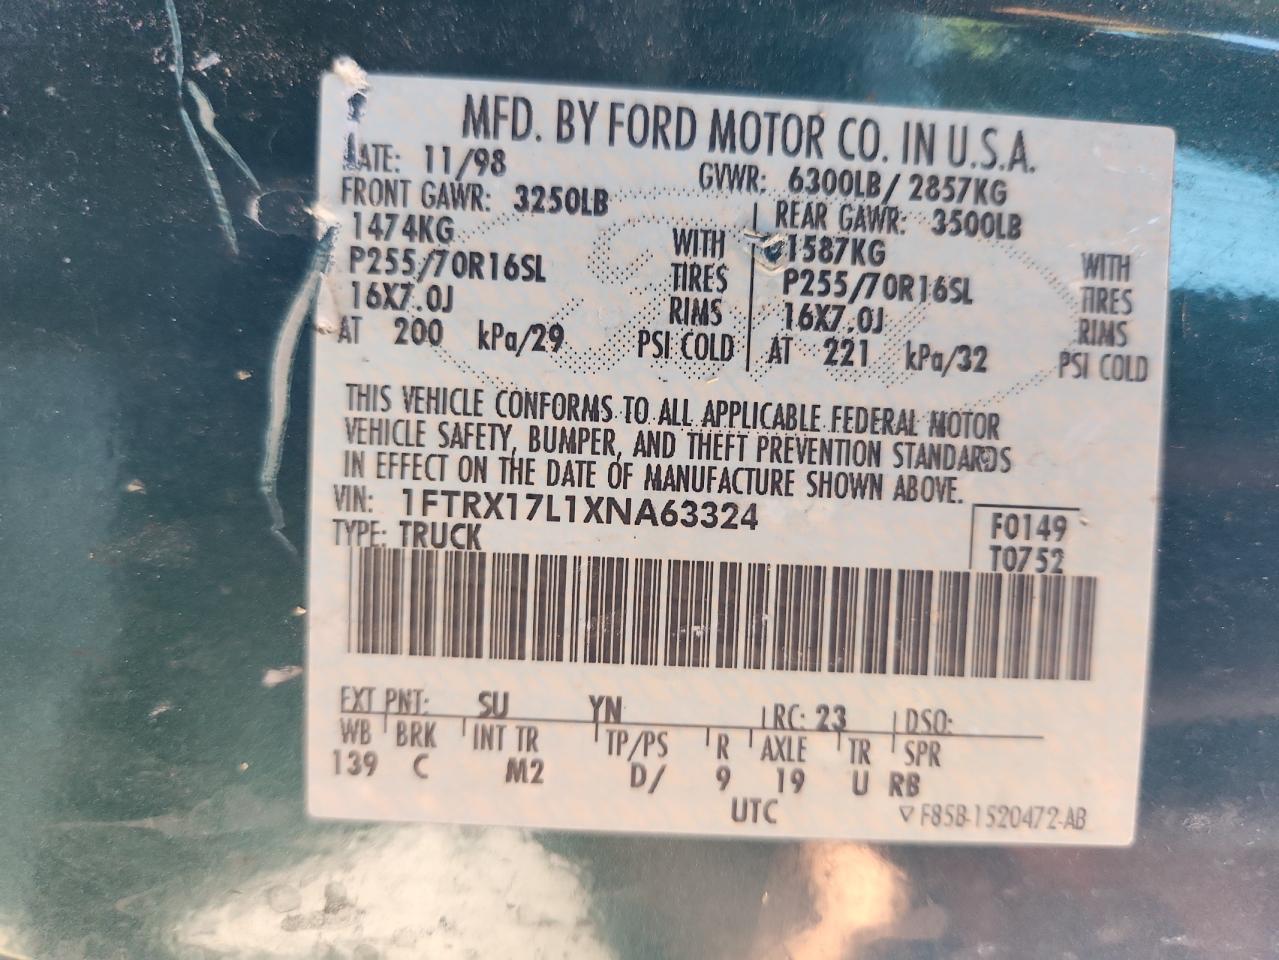 MFD. BY FORD MOTOR CO. IN U.S.A.
ATE: 11/98 GVWR: 6300LB/ 2857KG
FRONT GAWR: 3250LB REAR GAWR: 3500LB
1474KG WITH 1587KG WITH
P255/70R16SL TIRES P255/70R16SL TIRES
16X7.0J RIMS 16X7.0J RIMS
AT 200 kPa/29 PSI COLD AT 221 kPa/32 PSI COLD
THIS VEHICLE CONFORMS TO ALL APPLICABLE FEDERAL MOTOR
VEHICLE SAFETY, BUMPER, AND THEFT PREVENTION STANDARDS
IN EFFECT ON THE DATE OF MANUFACTURE SHOWN ABOVE.
VIN: 1FTRX17L1XNA63324 F0149
TYPE: TRUCK T0752
EXT PNT: SU YN RC: 23 DSO:
WB BRK INT TR TP/PS R AXLE TR SPR
139 C M2 D/ 9 19 U RB
UTC F85B-1520472-AB